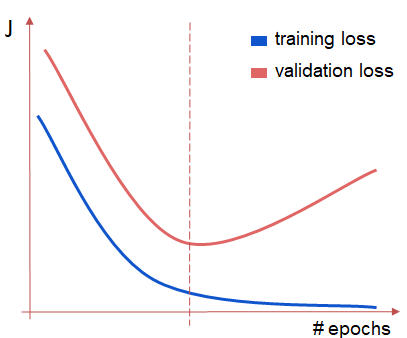 J
training loss
validation loss
# epochs